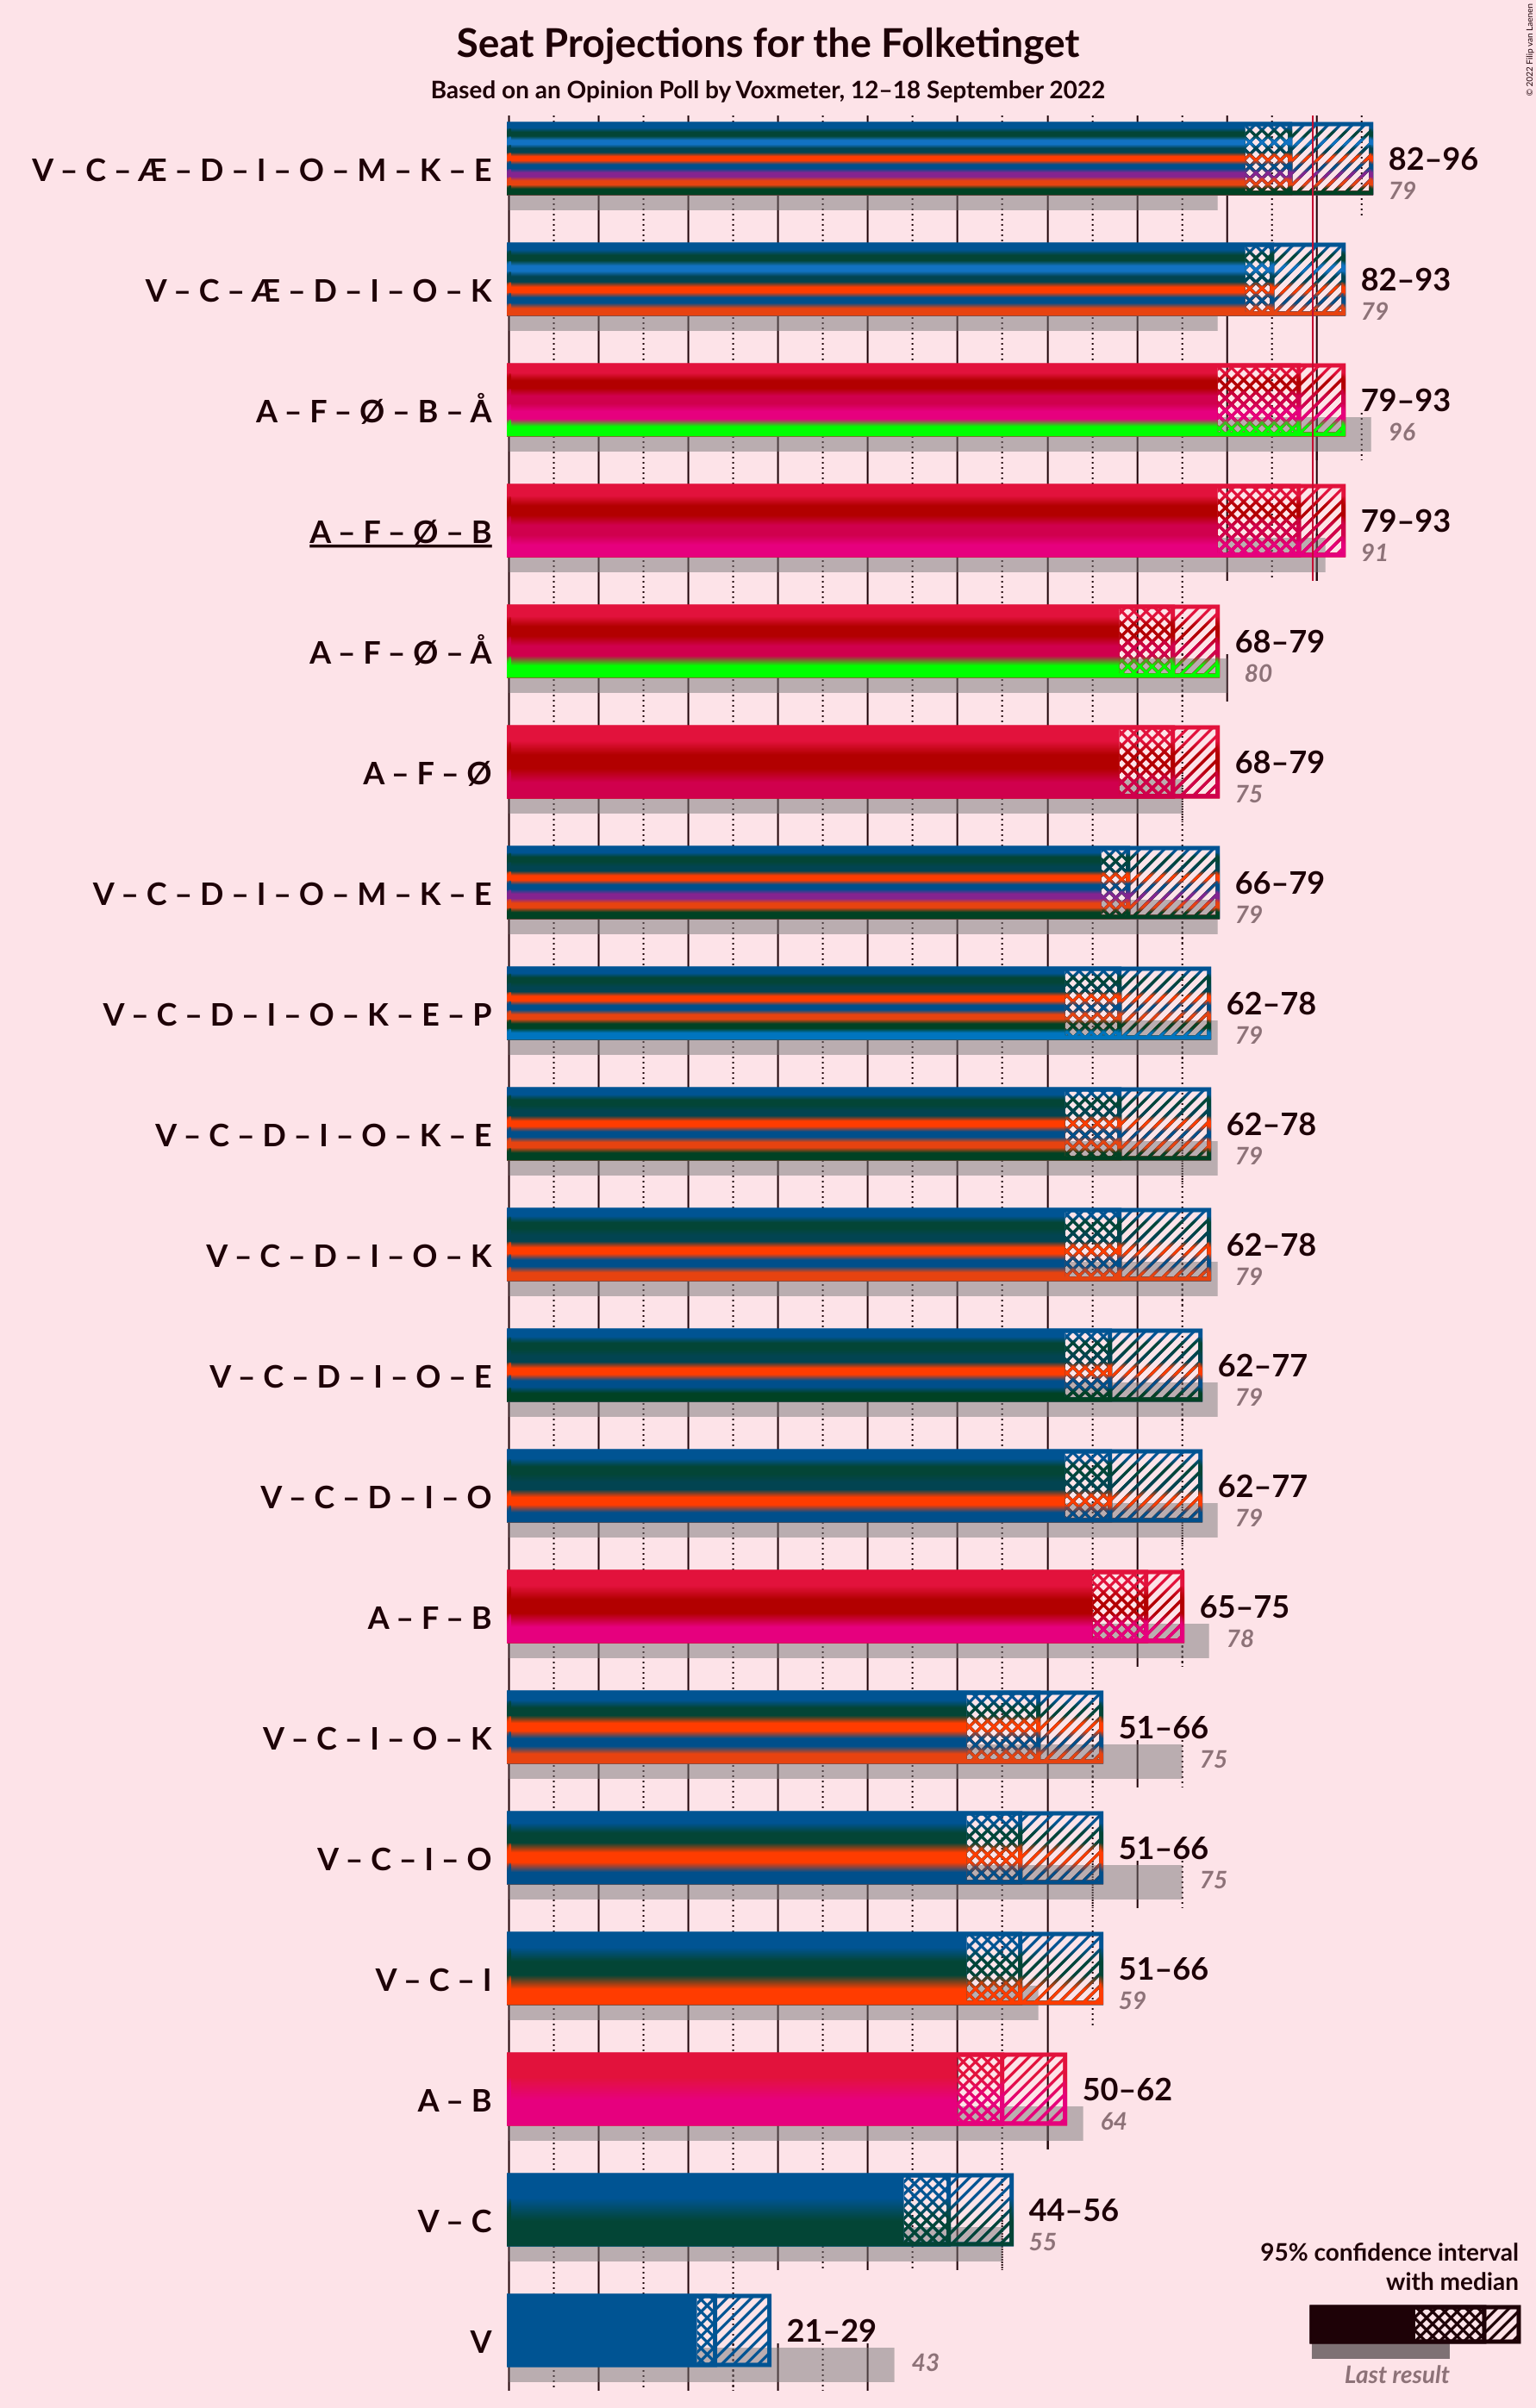 Seat Projections for the Folketinget
Based on an Opinion Poll by Voxmeter, 12–18 September 2022
© 2022 Filip van Laenen
V – C – Æ – D – I – O – M – K – E
82–96
79
V – C – Æ – D – I – O – K
82–93
79
A – F – Ø – B – Å
79–93
96
A – F – Ø – B
79–93
91
A – F – Ø – Å
68–79
80
A – F – Ø
68–79
75
V – C – D – I – O – M – K – E
66–79
79
V – C – D – I – O – K – E – P
62–78
79
V – C – D – I – O – K – E
62–78
79
V – C – D – I – O – K
62–78
79
V – C – D – I – O – E
62–77
79
V – C – D – I – O
62–77
79
A – F – B
65–75
78
V – C – I – O – K
51–66
75
V – C – I – O
51–66
75
V – C – I
51–66
59
A – B
50–62
64
V – C
44–56
55
V
21–29
43
95% confidence interval
with median
Last result